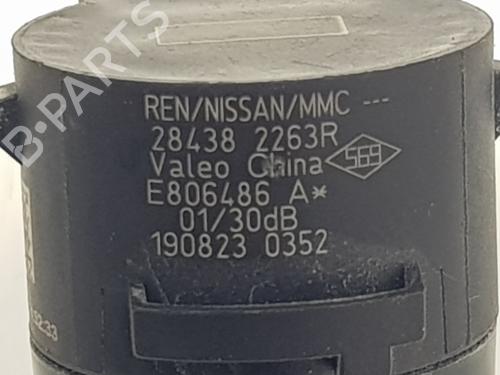 B-PARTS
REN/NISSAN/MMC ---
28438 2263R
Valeo China 569
E806486 A*
01/30dB
190823 0352